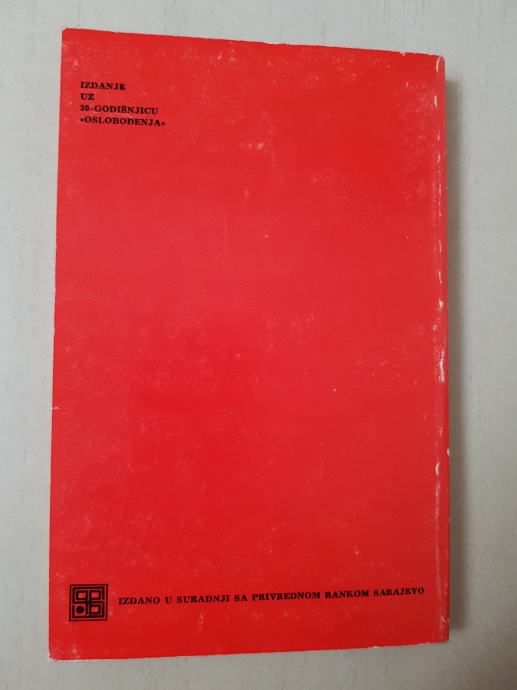 IZDANJE
UZ
30-GODIŠNJICU
»OSLOBOĐENJA«
IZDANO U SURADNJI SA PRIVREDNOM BANKOM SARAJEVO